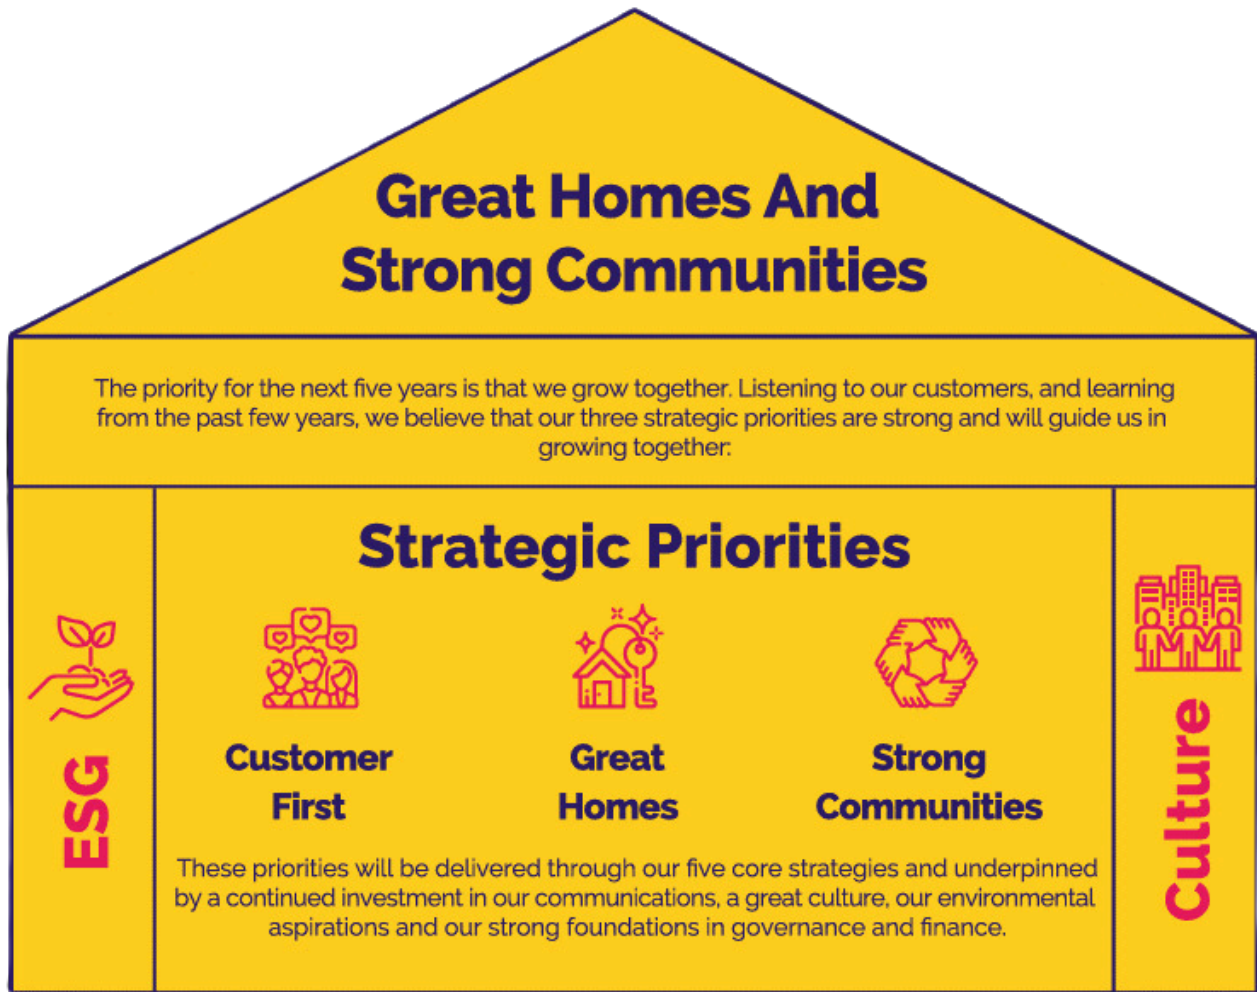 Great Homes And
Strong Communities
The priority for the next five years is that we grow together. Listening to our customers, and learning
from the past few years, we believe that our three strategic priorities are strong and will guide us in
growing together:
ESG
Strategic Priorities
Customer
First
Great
Homes
Strong
Communities
These priorities will be delivered through our five core strategies and underpinned
by a continued investment in our communications, a great culture, our environmental
aspirations and our strong foundations in governance and finance.
Culture